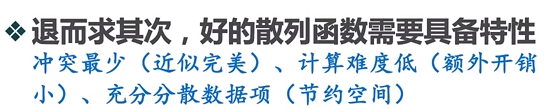 ❖退而求其次，好的散列函数需要具备特性
冲突最少（近似完美）、计算难度低（额外开销
小）、充分分散数据项（节约空间）